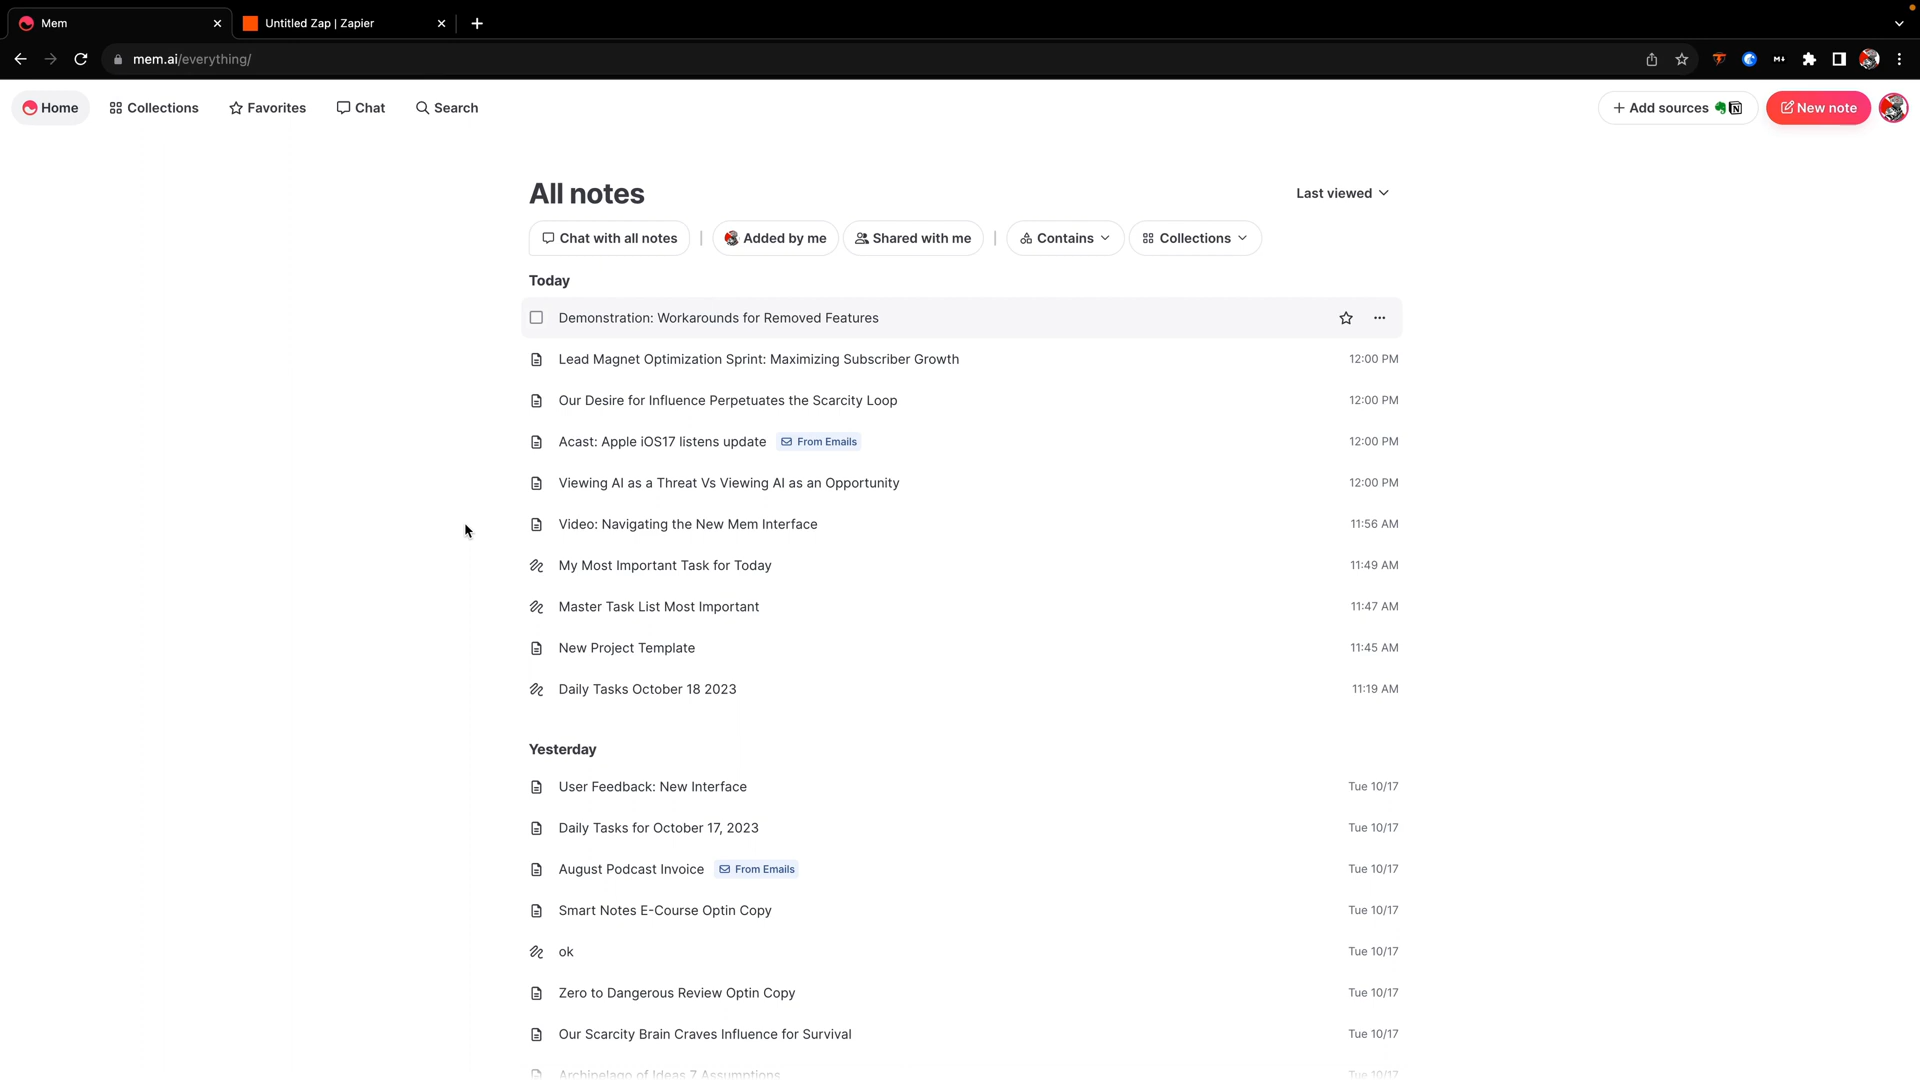 Mem
Untitled Zap | Zapier
mem.ai/everything/
Home
Collections
Favorites
Chat
Search
+ Add sources
New note
All notes
Last viewed
Chat with all notes
Added by me
Shared with me
Contains
Collections
Today
Demonstration: Workarounds for Removed Features
Lead Magnet Optimization Sprint: Maximizing Subscriber Growth 12:00 PM
Our Desire for Influence Perpetuates the Scarcity Loop 12:00 PM
Acast: Apple iOS17 listens update From Emails 12:00 PM
Viewing AI as a Threat Vs Viewing AI as an Opportunity 12:00 PM
Video: Navigating the New Mem Interface 11:56 AM
My Most Important Task for Today 11:49 AM
Master Task List Most Important 11:47 AM
New Project Template 11:45 AM
Daily Tasks October 18 2023 11:19 AM
Yesterday
User Feedback: New Interface Tue 10/17
Daily Tasks for October 17, 2023 Tue 10/17
August Podcast Invoice From Emails Tue 10/17
Smart Notes E-Course Optin Copy Tue 10/17
ok Tue 10/17
Zero to Dangerous Review Optin Copy Tue 10/17
Our Scarcity Brain Craves Influence for Survival Tue 10/17
Archipelago of Ideas 7 Assumptions Tue 10/17